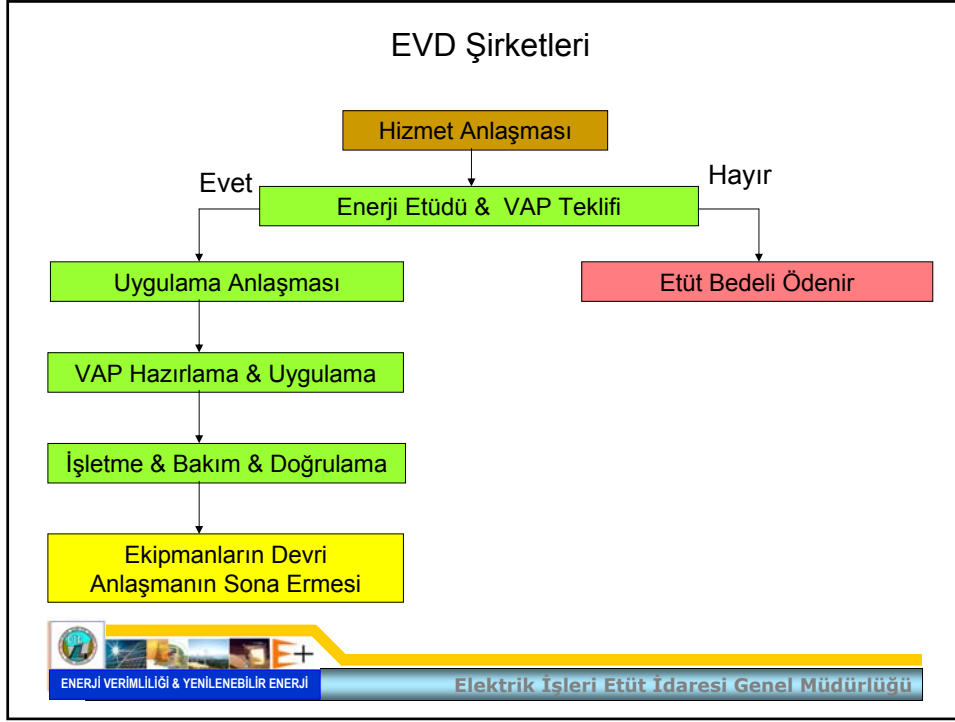 EVD Şirketleri
Hizmet Anlaşması
Evet
Hayır
Enerji Etüdü & VAP Teklifi
Uygulama Anlaşması
Etüt Bedeli Ödenir
VAP Hazırlama & Uygulama
İşletme & Bakım & Doğrulama
Ekipmanların Devri
Anlaşmanın Sona Ermesi
E+
ENERJİ VERİMLİLİĞİ & YENİLENEBİLİR ENERJİ
Elektrik İşleri Etüt İdaresi Genel Müdürlüğü